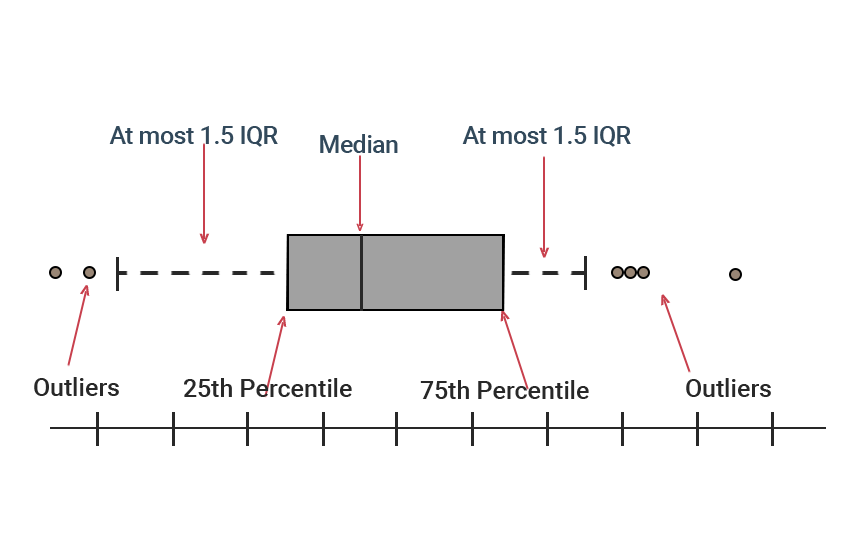 At most 1.5 IQR
Median
At most 1.5 IQR
Outliers
25th Percentile
75th Percentile
Outliers